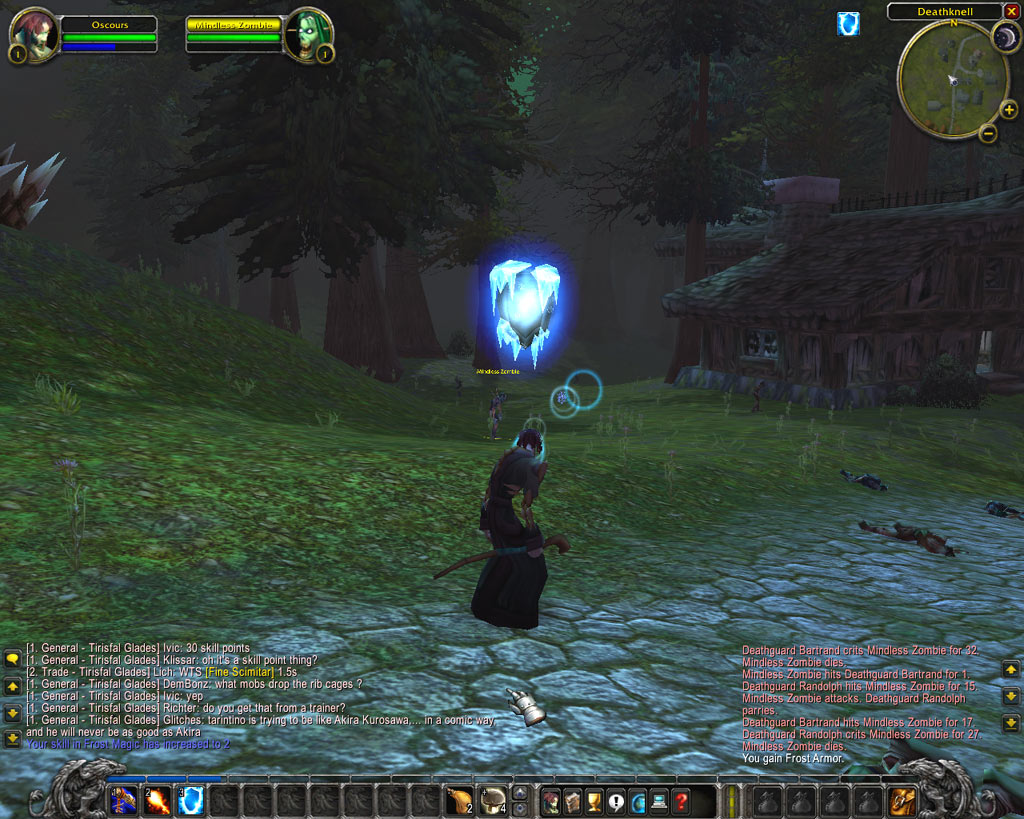 Oscours
Mindless Zombie
Deathknell
N
1
1
Mindless Zombie
[1. General - Tirisfal Glades] Ivic: 30 skill points
[1. General - Tirisfal Glades] Klissar: oh it's a skill point thing?
[2. Trade - Tirisfal Glades] Lich: WTS [Fine Scimitar] 1.5s
[1. General - Tirisfal Glades] DemBonz: what mobs drop the rib cages ?
[1. General - Tirisfal Glades] Ivic: yep
[1. General - Tirisfal Glades] Richter: do you get that from a trainer?
[1. General - Tirisfal Glades] Glitches: tarintino is trying to be like Akira Kurosawa.... in a comic way
and he will never be as good as Akira
Your skill in Frost Magic has increased to 2
Deathguard Bartrand crits Mindless Zombie for 32.
Mindless Zombie dies.
Mindless Zombie hits Deathguard Bartrand for 1.
Deathguard Randolph hits Mindless Zombie for 15.
Mindless Zombie attacks. Deathguard Randolph
parries.
Deathguard Bartrand hits Mindless Zombie for 17.
Deathguard Randolph crits Mindless Zombie for 27.
Mindless Zombie dies.
You gain Frost Armor.
1 2 3 2 4 ! ?